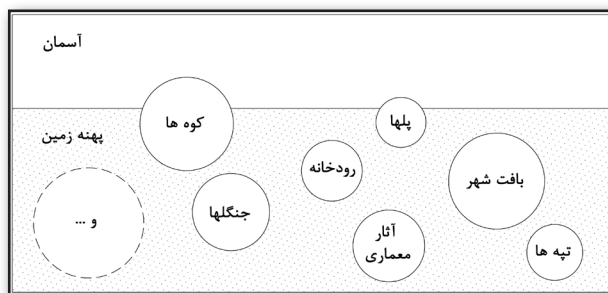 آسمان
پلها
کوه ها
پهنه زمین
رودخانه
بافت شهر
جنگلها
و ...
آثار
معماری
تپه ها